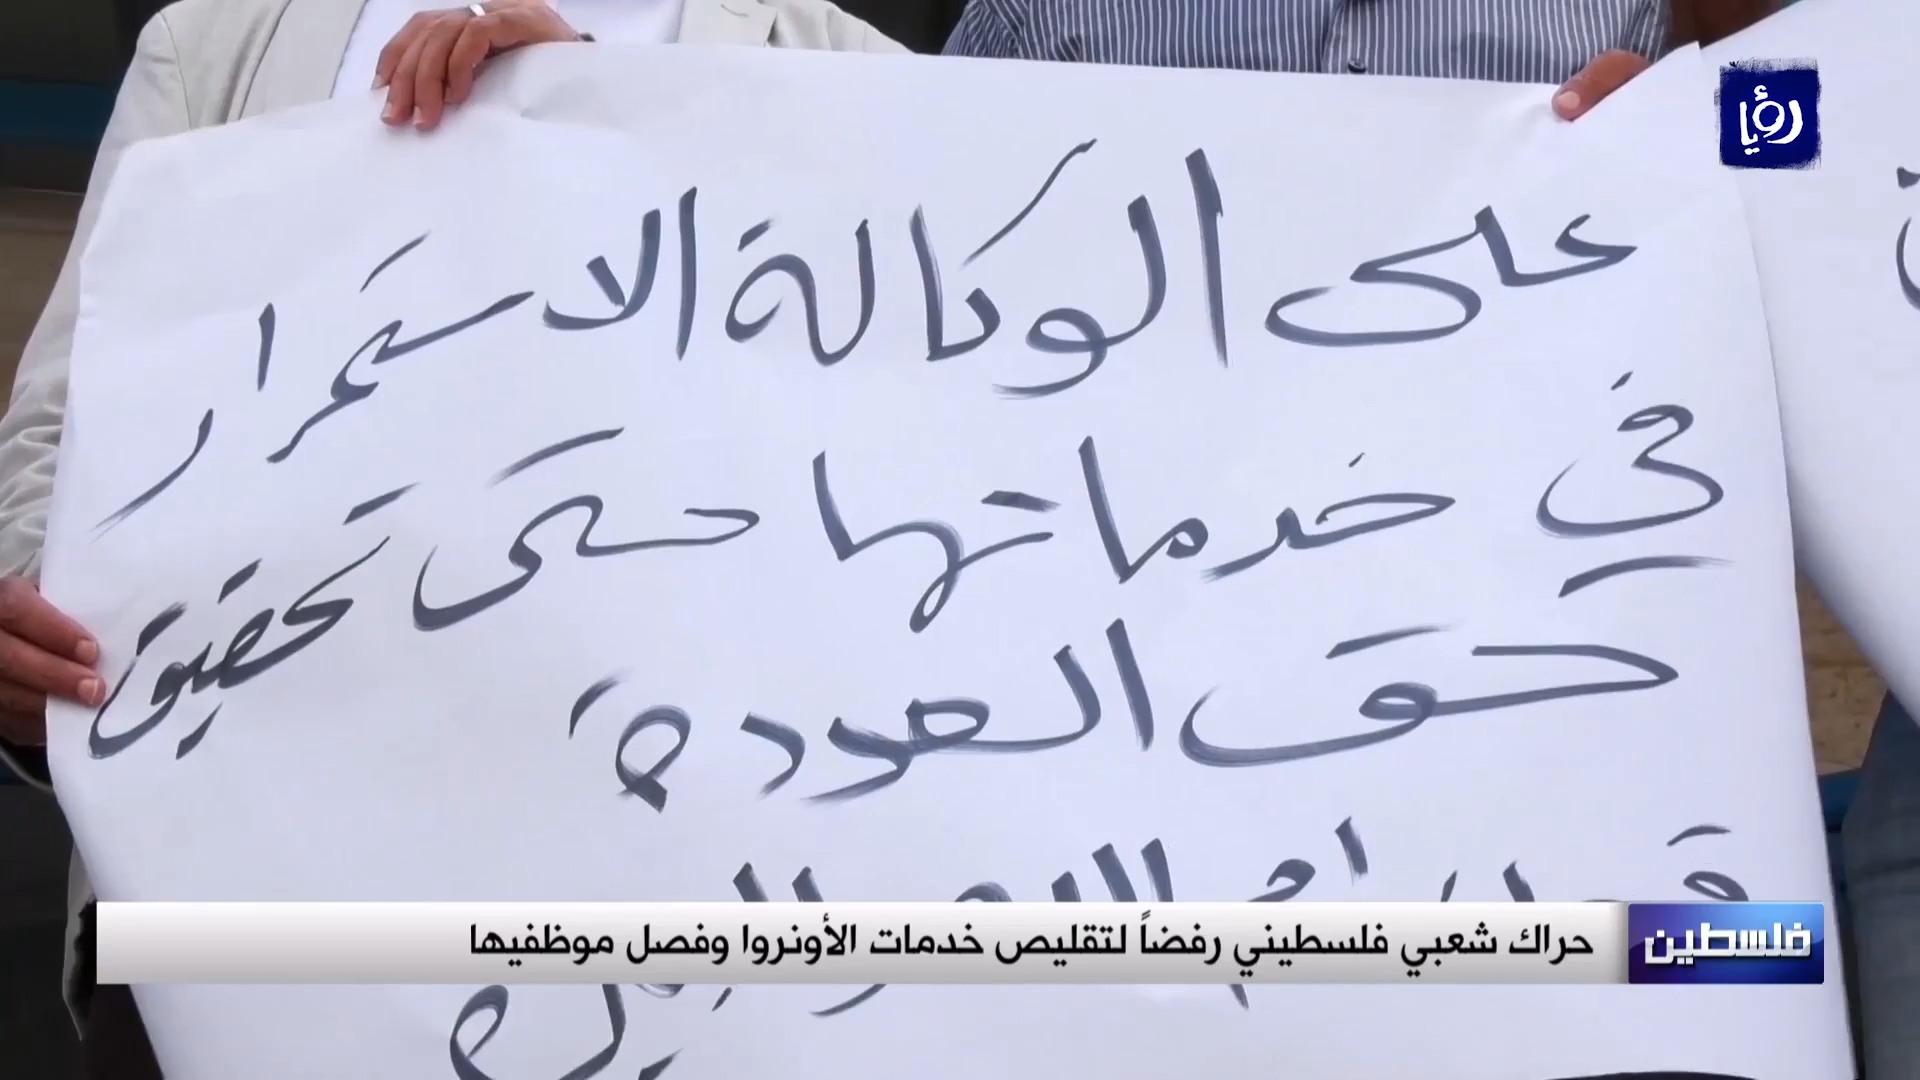 رؤيا
على الوكالة الاستمرار
في خدماتها حتى تحقيق
حق العودة
فلسطين
حراك شعبي فلسطيني رفضاً لتقليص خدمات الأونروا وفصل موظفيها